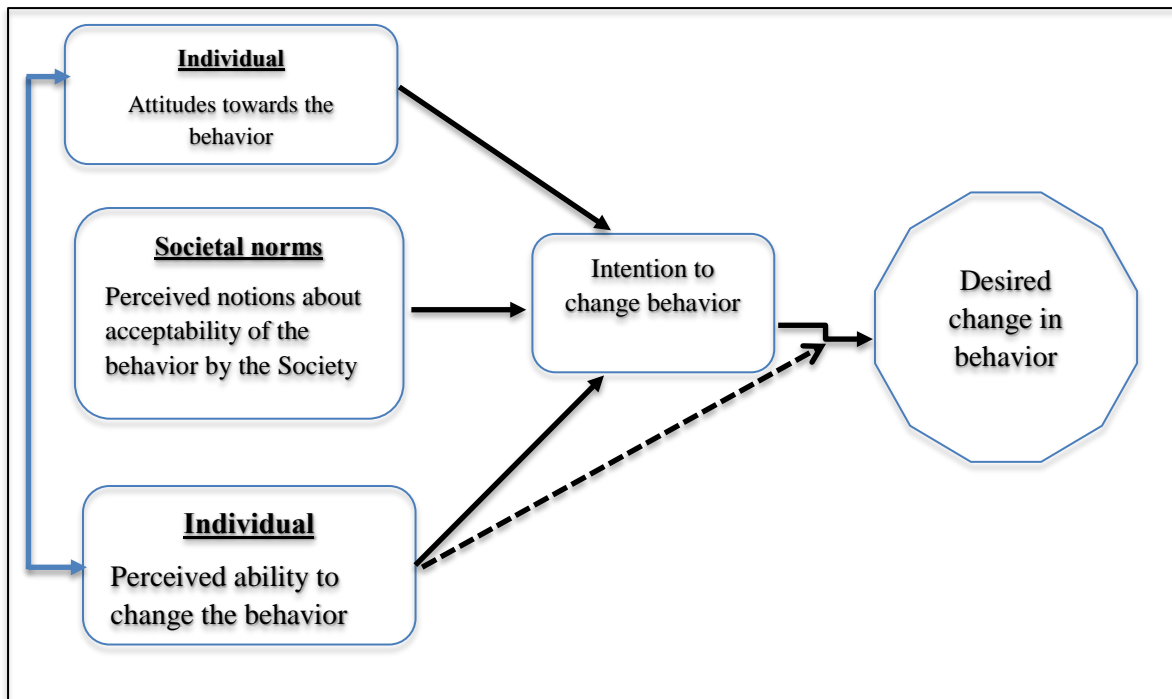 Individual
Attitudes towards the
behavior
Societal norms
Perceived notions about
acceptability of the
behavior by the Society
Individual
Perceived ability to
change the behavior
Intention to
change behavior
Desired
change in
behavior